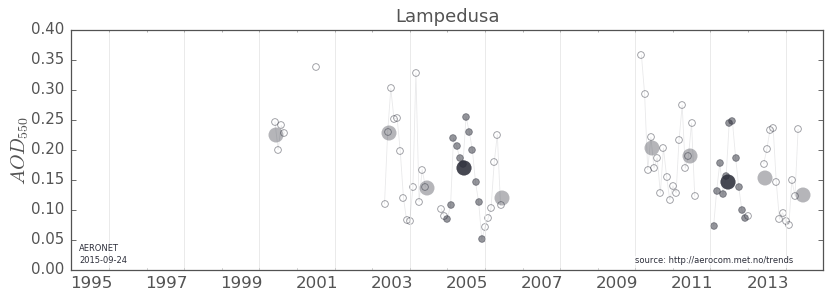 Lampedusa
0.40
0.35
0.30
0.25
0.20
0.15
0.10
0.05
0.00
AOD550
AERONET
2015-09-24
source: http://aerocom.met.no/trends
1995 1997 1999 2001 2003 2005 2007 2009 2011 2013